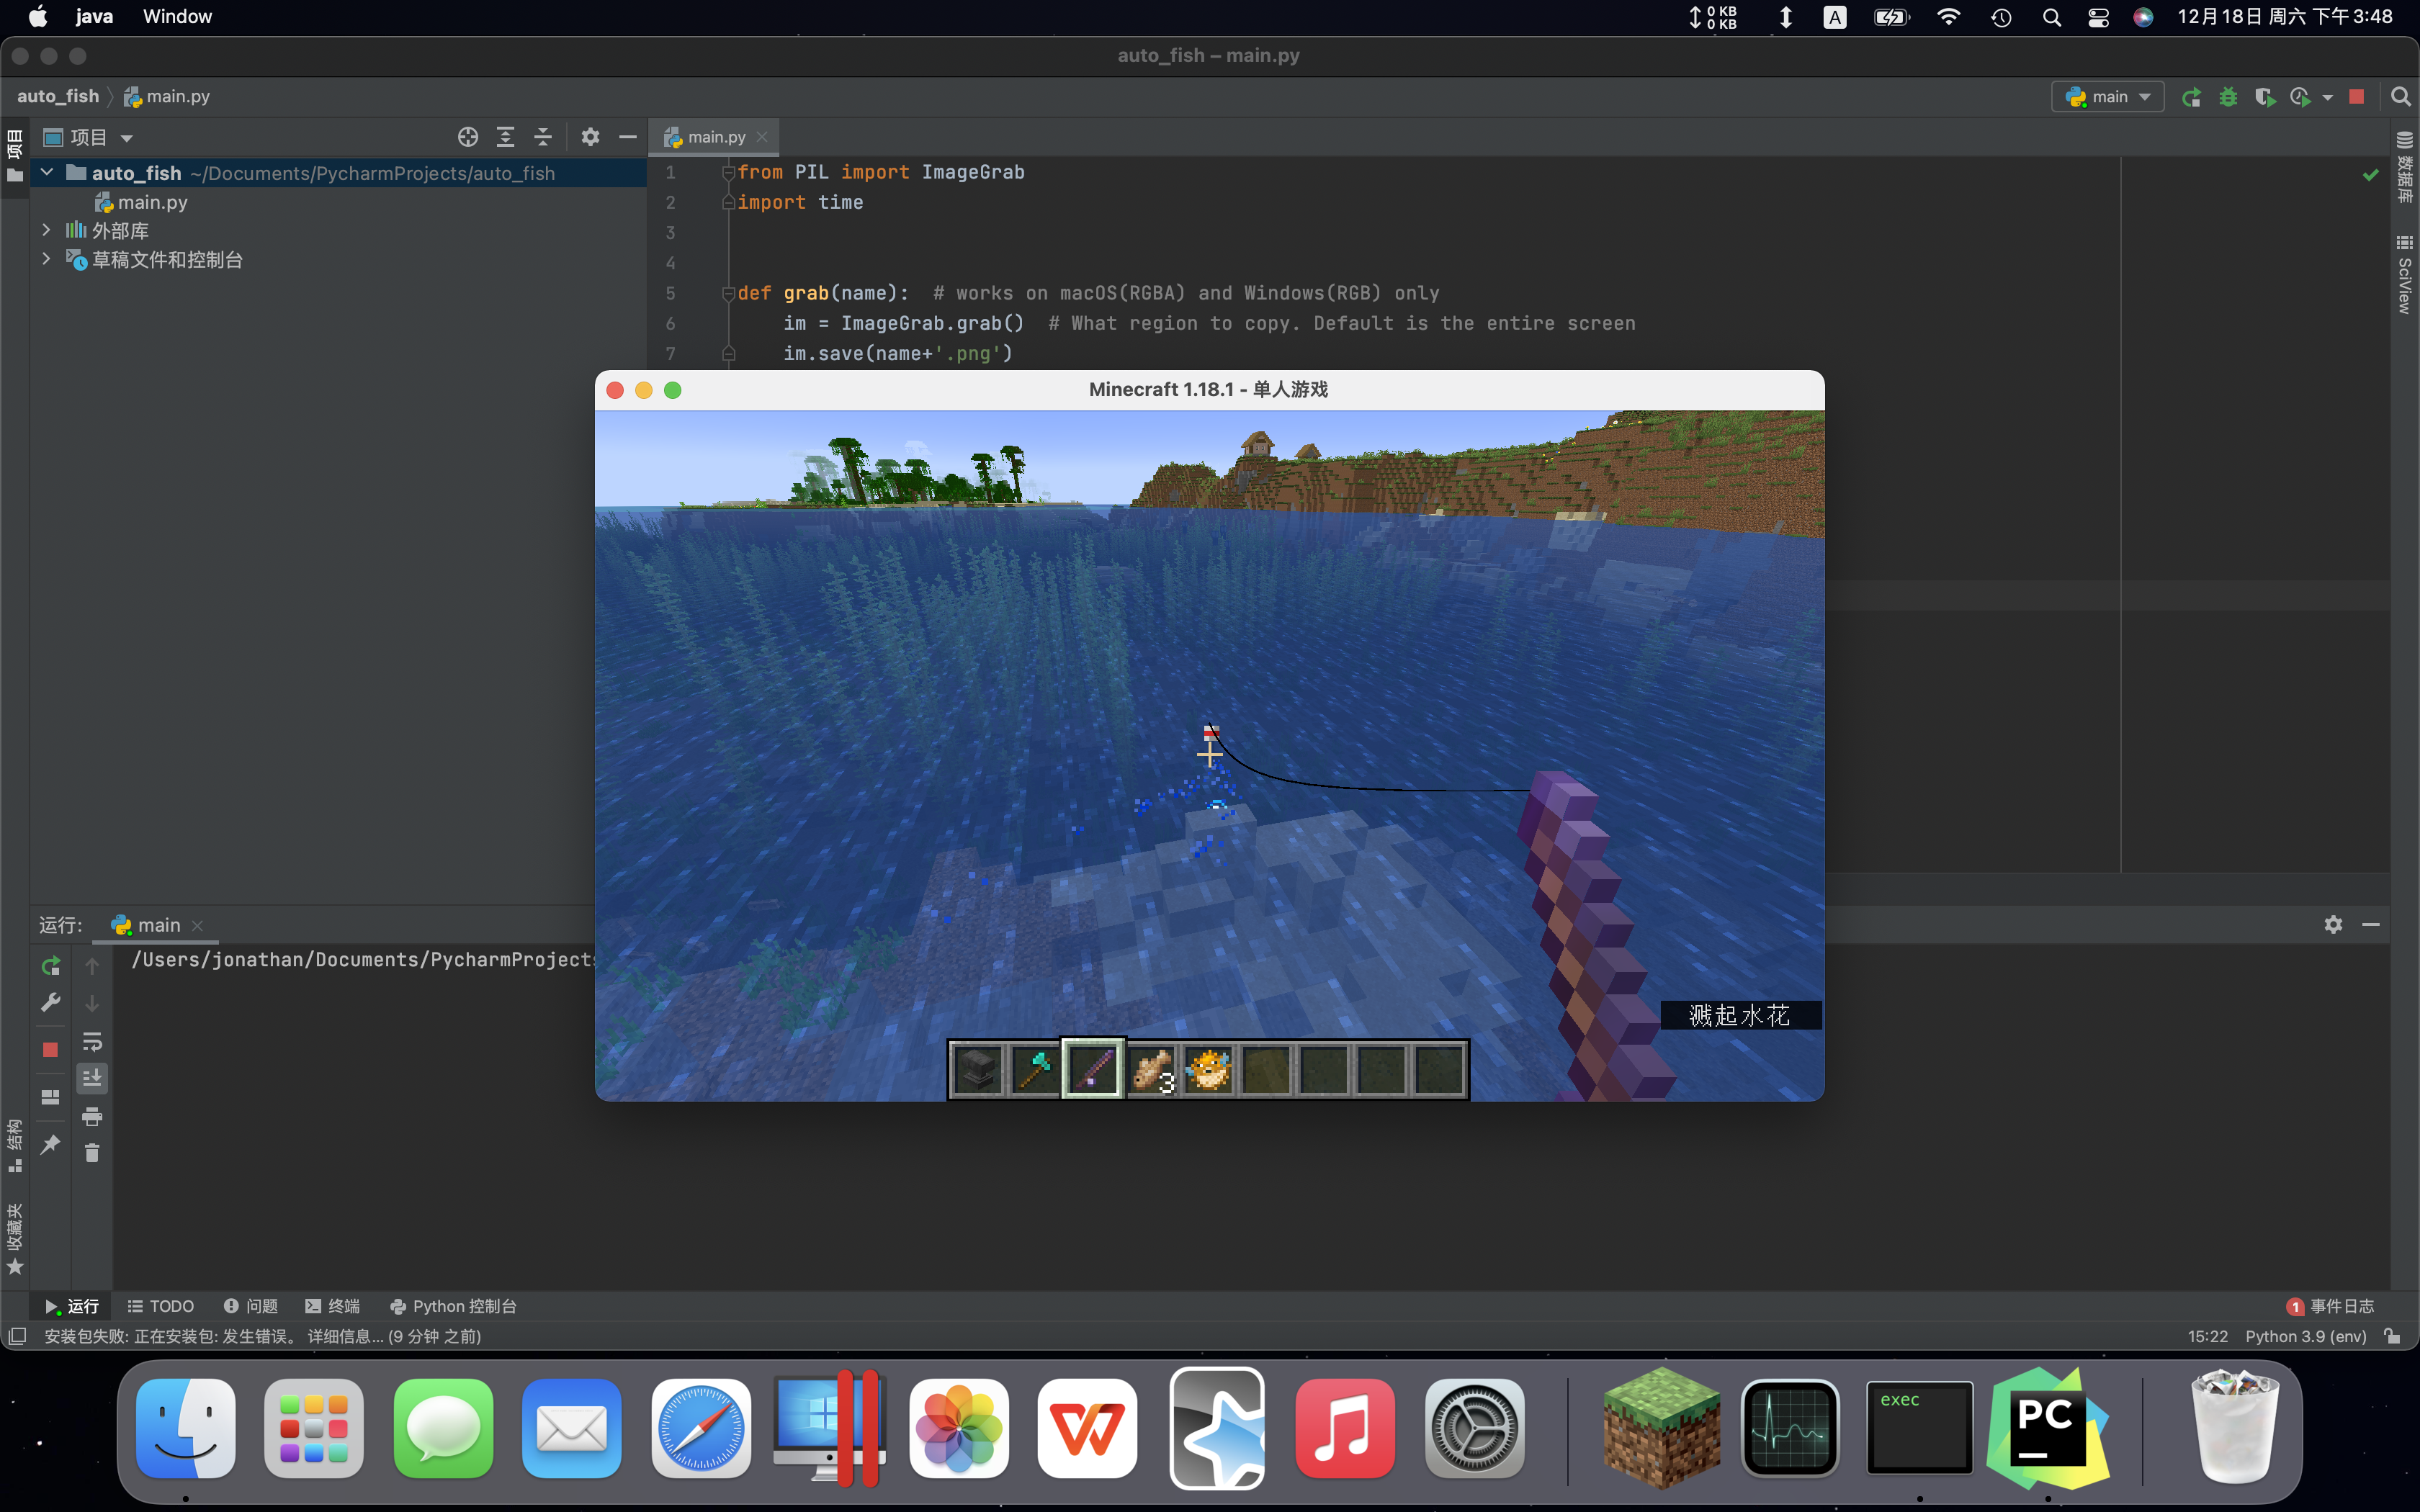 java Window 0 KB A 12月18日 周六 下午3:48
0 KB
auto_fish – main.py
auto_fish main.py main
项目 main.py
auto_fish ~/Documents/PycharmProjects/auto_fish
main.py
外部库
草稿文件和控制台
项目
1 from PIL import ImageGrab
2 import time
3
4
5 def grab(name): # works on macOS(RGBA) and Windows(RGB) only
6 im = ImageGrab.grab() # What region to copy. Default is the entire screen
7 im.save(name+'.png')
数据库
SciView
Minecraft 1.18.1 - 单人游戏
溅起水花
3
运行: main
/Users/jonathan/Documents/PycharmProjects
结构
收藏夹
运行 TODO 问题 终端 Python 控制台 1 事件日志
安装包失败: 正在安装包: 发生错误。 详细信息... (9 分钟 之前) 15:22 Python 3.9 (env)
exec
PC